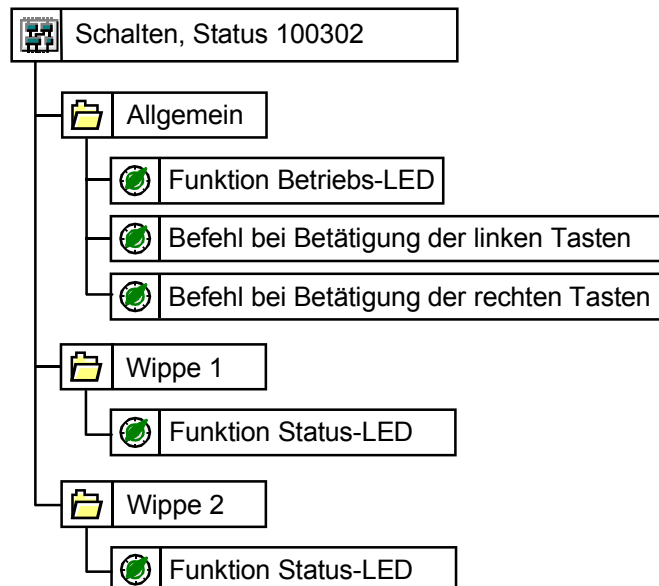 Schalten, Status 100302
Allgemein
Funktion Betriebs-LED
Befehl bei Betätigung der linken Tasten
Befehl bei Betätigung der rechten Tasten
Wippe 1
Funktion Status-LED
Wippe 2
Funktion Status-LED